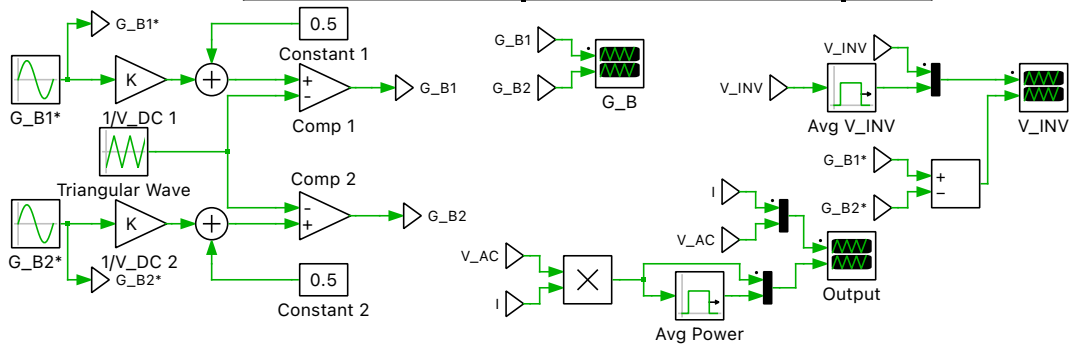 G_B1*
0.5
Constant 1
K
+
−
G_B1
G_B1*
1/V_DC 1
Comp 1
Triangular Wave
Comp 2
K
−
+
G_B2
G_B2*
1/V_DC 2
G_B2*
0.5
Constant 2
G_B1
G_B2
G_B
V_INV
V_INV
Avg V_INV
V_INV
G_B1*
+
−
G_B2*
I
V_AC
V_AC
I
×
Avg Power
Output